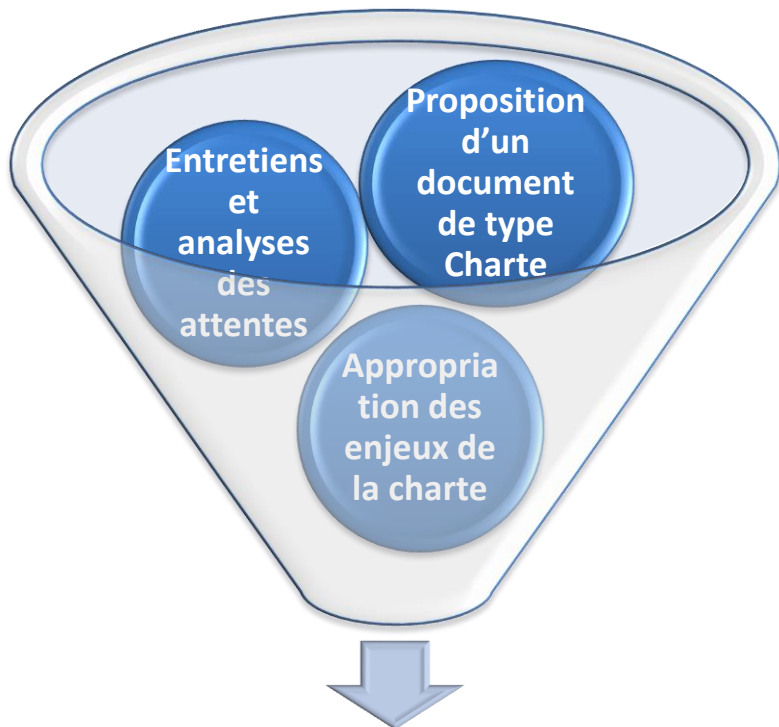 Entretiens
et
analyses
des
attentes
Proposition
d’un
document
de type
Charte
Appropria
tion des
enjeux de
la charte